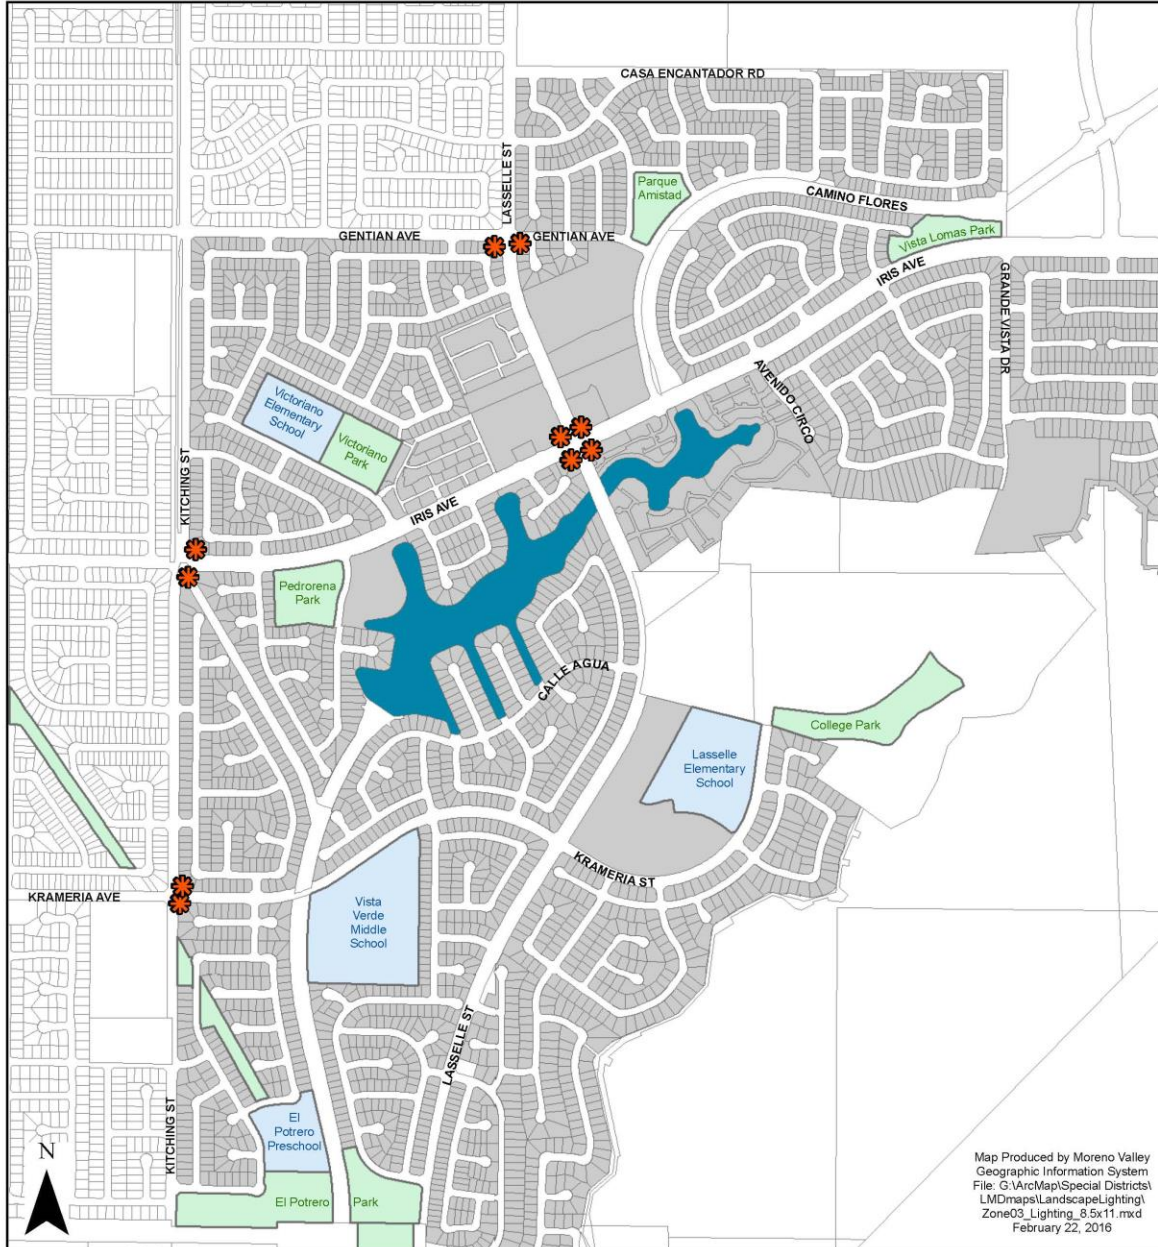 CASA ENCANTADOR RD
LASSELLE ST
Parque
Amistad
CAMINO FLORES
GENTIAN AVE
GENTIAN AVE
Vista Lomas Park
IRIS AVE
GRANDE VISTA DR
AVENIDO CIRCO
Victoriano
Elementary
School
Victoriano
Park
KITCHING ST
IRIS AVE
Pedrorena
Park
CALLE AGUA
College Park
Lasselle
Elementary
School
KRAMERIA ST
KRAMERIA AVE
Vista
Verde
Middle
School
LASSELLE ST
KITCHING ST
El
Potrero
Preschool
N
El Potrero
Park
Map Produced by Moreno Valley
Geographic Information System
File: G:\ArcMap\Special Districts\
LMDmaps\LandscapeLighting\
Zone03_Lighting_8.5x11.mxd
February 22, 2016